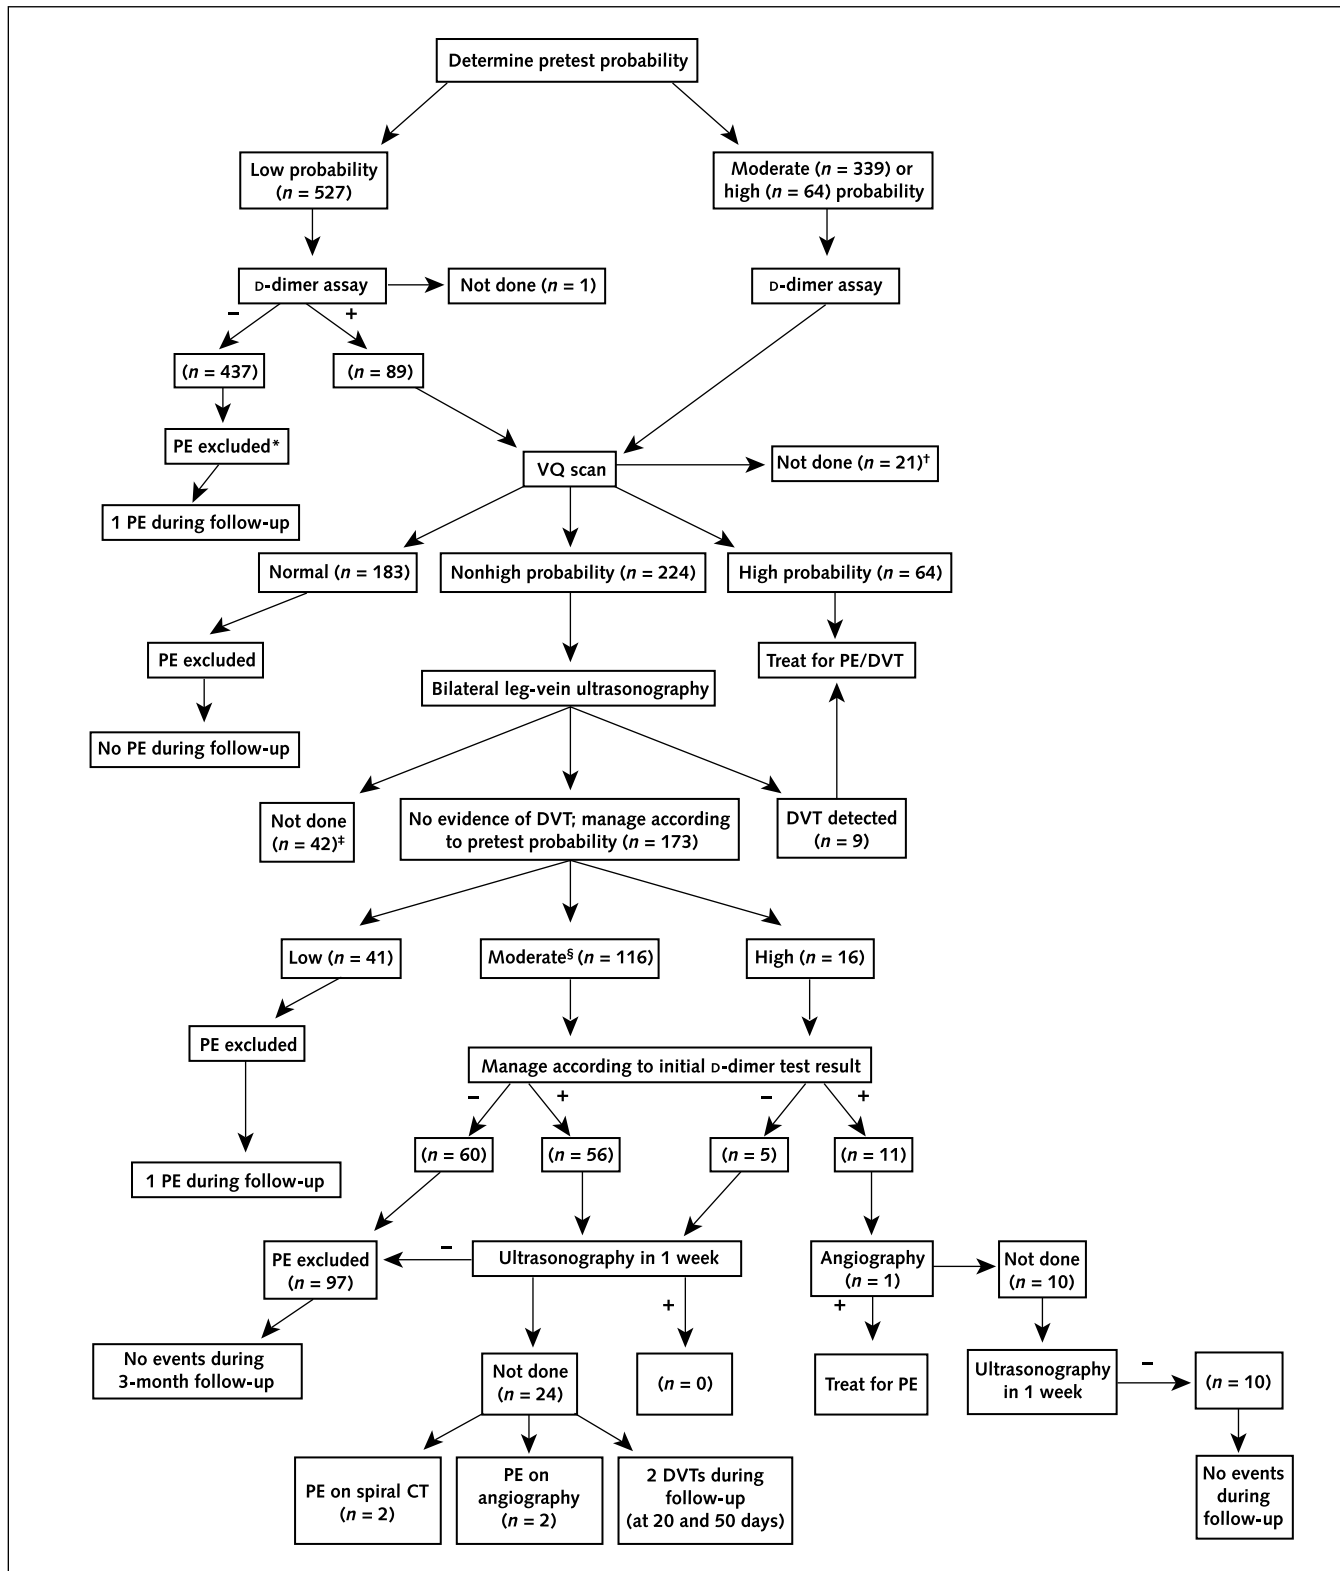 Determine pretest probability
Low probability
(n = 527)
Moderate (n = 339) or
high (n = 64) probability
D-dimer assay
Not done (n = 1)
D-dimer assay
–
+
(n = 437)
(n = 89)
PE excluded*
VQ scan
Not done (n = 21)†
1 PE during follow-up
Normal (n = 183)
Nonhigh probability (n = 224)
High probability (n = 64)
PE excluded
Treat for PE/DVT
Bilateral leg-vein ultrasonography
No PE during follow-up
Not done
(n = 42)‡
No evidence of DVT; manage according
to pretest probability (n = 173)
DVT detected
(n = 9)
Low (n = 41)
Moderate§ (n = 116)
High (n = 16)
PE excluded
Manage according to initial D-dimer test result
–
+
–
+
(n = 60)
(n = 56)
(n = 5)
(n = 11)
1 PE during follow-up
PE excluded
(n = 97)
–
Ultrasonography in 1 week
Angiography
(n = 1)
Not done
(n = 10)
+
+
No events during
3-month follow-up
Not done
(n = 24)
(n = 0)
Treat for PE
Ultrasonography
in 1 week
–
(n = 10)
PE on spiral CT
(n = 2)
PE on
angiography
(n = 2)
2 DVTs during
follow-up
(at 20 and 50 days)
No events
during
follow-up